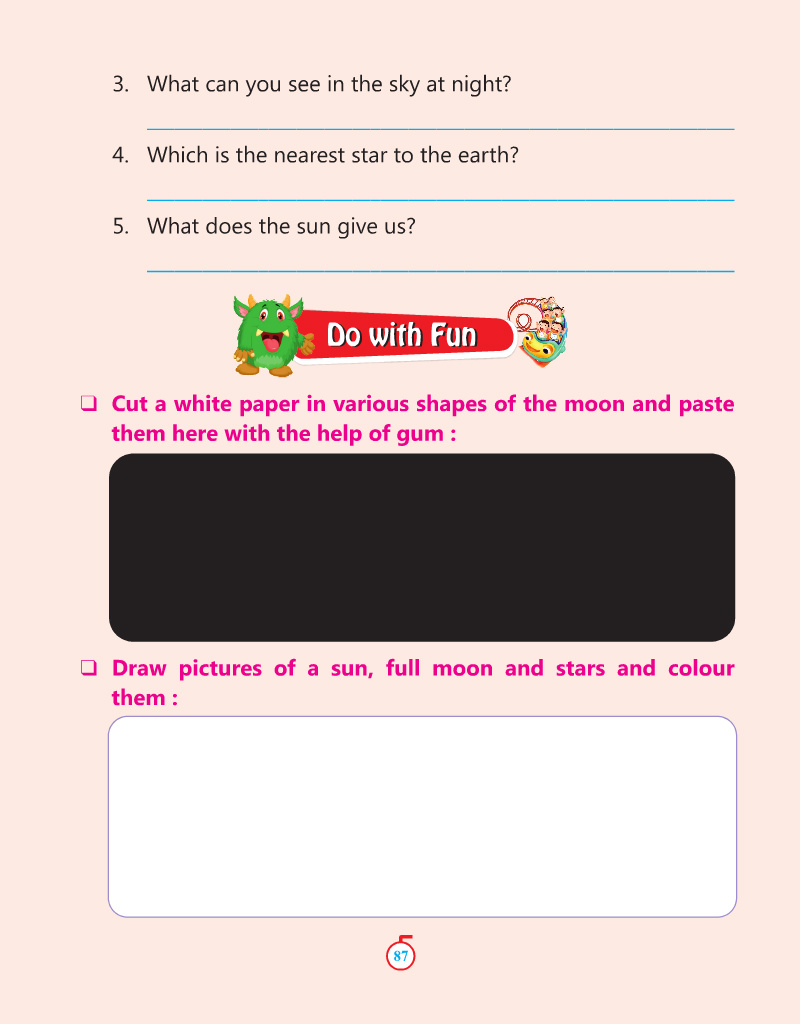 3. What can you see in the sky at night?
4. Which is the nearest star to the earth?
5. What does the sun give us?
Do with Fun
❑ Cut a white paper in various shapes of the moon and paste
them here with the help of gum :
❑ Draw pictures of a sun, full moon and stars and colour
them :
87